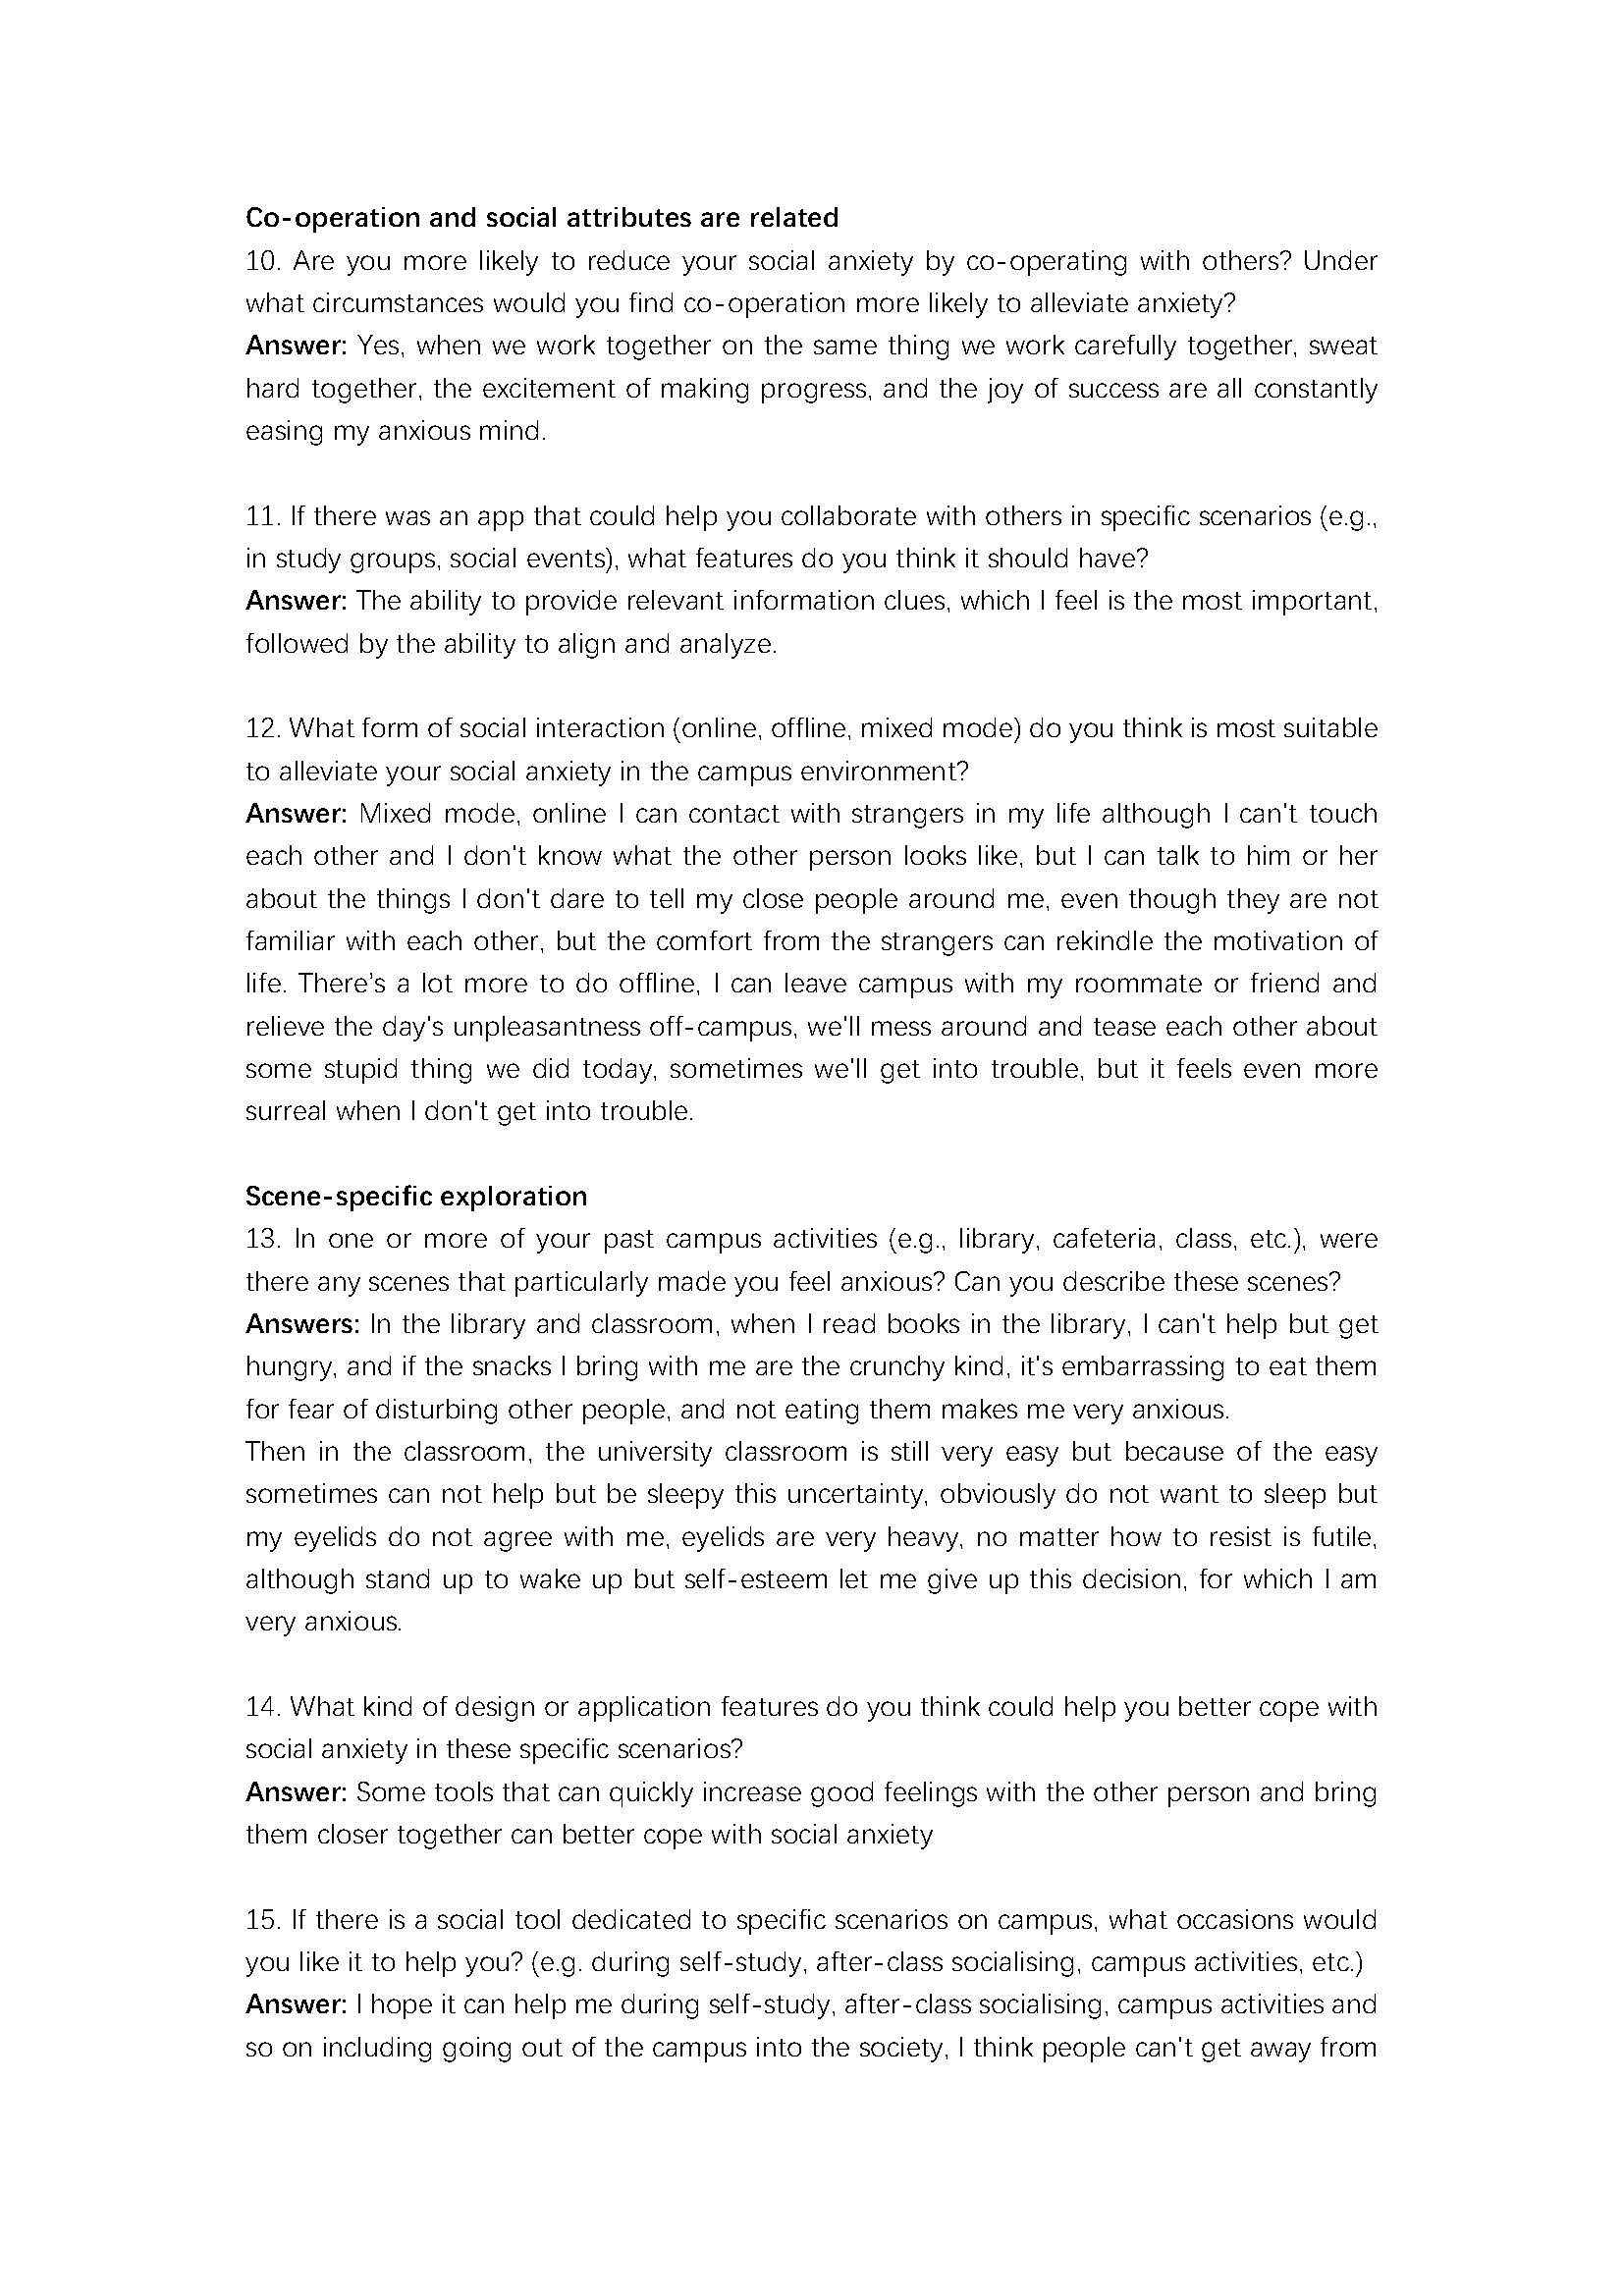 Co-operation and social attributes are related
10. Are you more likely to reduce your social anxiety by co-operating with others? Under
what circumstances would you find co-operation more likely to alleviate anxiety?
Answer: Yes, when we work together on the same thing we work carefully together, sweat
hard together, the excitement of making progress, and the joy of success are all constantly
easing my anxious mind.
11. If there was an app that could help you collaborate with others in specific scenarios (e.g.,
in study groups, social events), what features do you think it should have?
Answer: The ability to provide relevant information clues, which I feel is the most important,
followed by the ability to align and analyze.
12. What form of social interaction (online, offline, mixed mode) do you think is most suitable
to alleviate your social anxiety in the campus environment?
Answer: Mixed mode, online I can contact with strangers in my life although I can't touch
each other and I don't know what the other person looks like, but I can talk to him or her
about the things I don't dare to tell my close people around me, even though they are not
familiar with each other, but the comfort from the strangers can rekindle the motivation of
life. There’s a lot more to do offline, I can leave campus with my roommate or friend and
relieve the day's unpleasantness off-campus, we'll mess around and tease each other about
some stupid thing we did today, sometimes we'll get into trouble, but it feels even more
surreal when I don't get into trouble.
Scene-specific exploration
13. In one or more of your past campus activities (e.g., library, cafeteria, class, etc.), were
there any scenes that particularly made you feel anxious? Can you describe these scenes?
Answers: In the library and classroom, when I read books in the library, I can't help but get
hungry, and if the snacks I bring with me are the crunchy kind, it's embarrassing to eat them
for fear of disturbing other people, and not eating them makes me very anxious.
Then in the classroom, the university classroom is still very easy but because of the easy
sometimes can not help but be sleepy this uncertainty, obviously do not want to sleep but
my eyelids do not agree with me, eyelids are very heavy, no matter how to resist is futile,
although stand up to wake up but self-esteem let me give up this decision, for which I am
very anxious.
14. What kind of design or application features do you think could help you better cope with
social anxiety in these specific scenarios?
Answer: Some tools that can quickly increase good feelings with the other person and bring
them closer together can better cope with social anxiety
15. If there is a social tool dedicated to specific scenarios on campus, what occasions would
you like it to help you? (e.g. during self-study, after-class socialising, campus activities, etc.)
Answer: I hope it can help me during self-study, after-class socialising, campus activities and
so on including going out of the campus into the society, I think people can't get away from